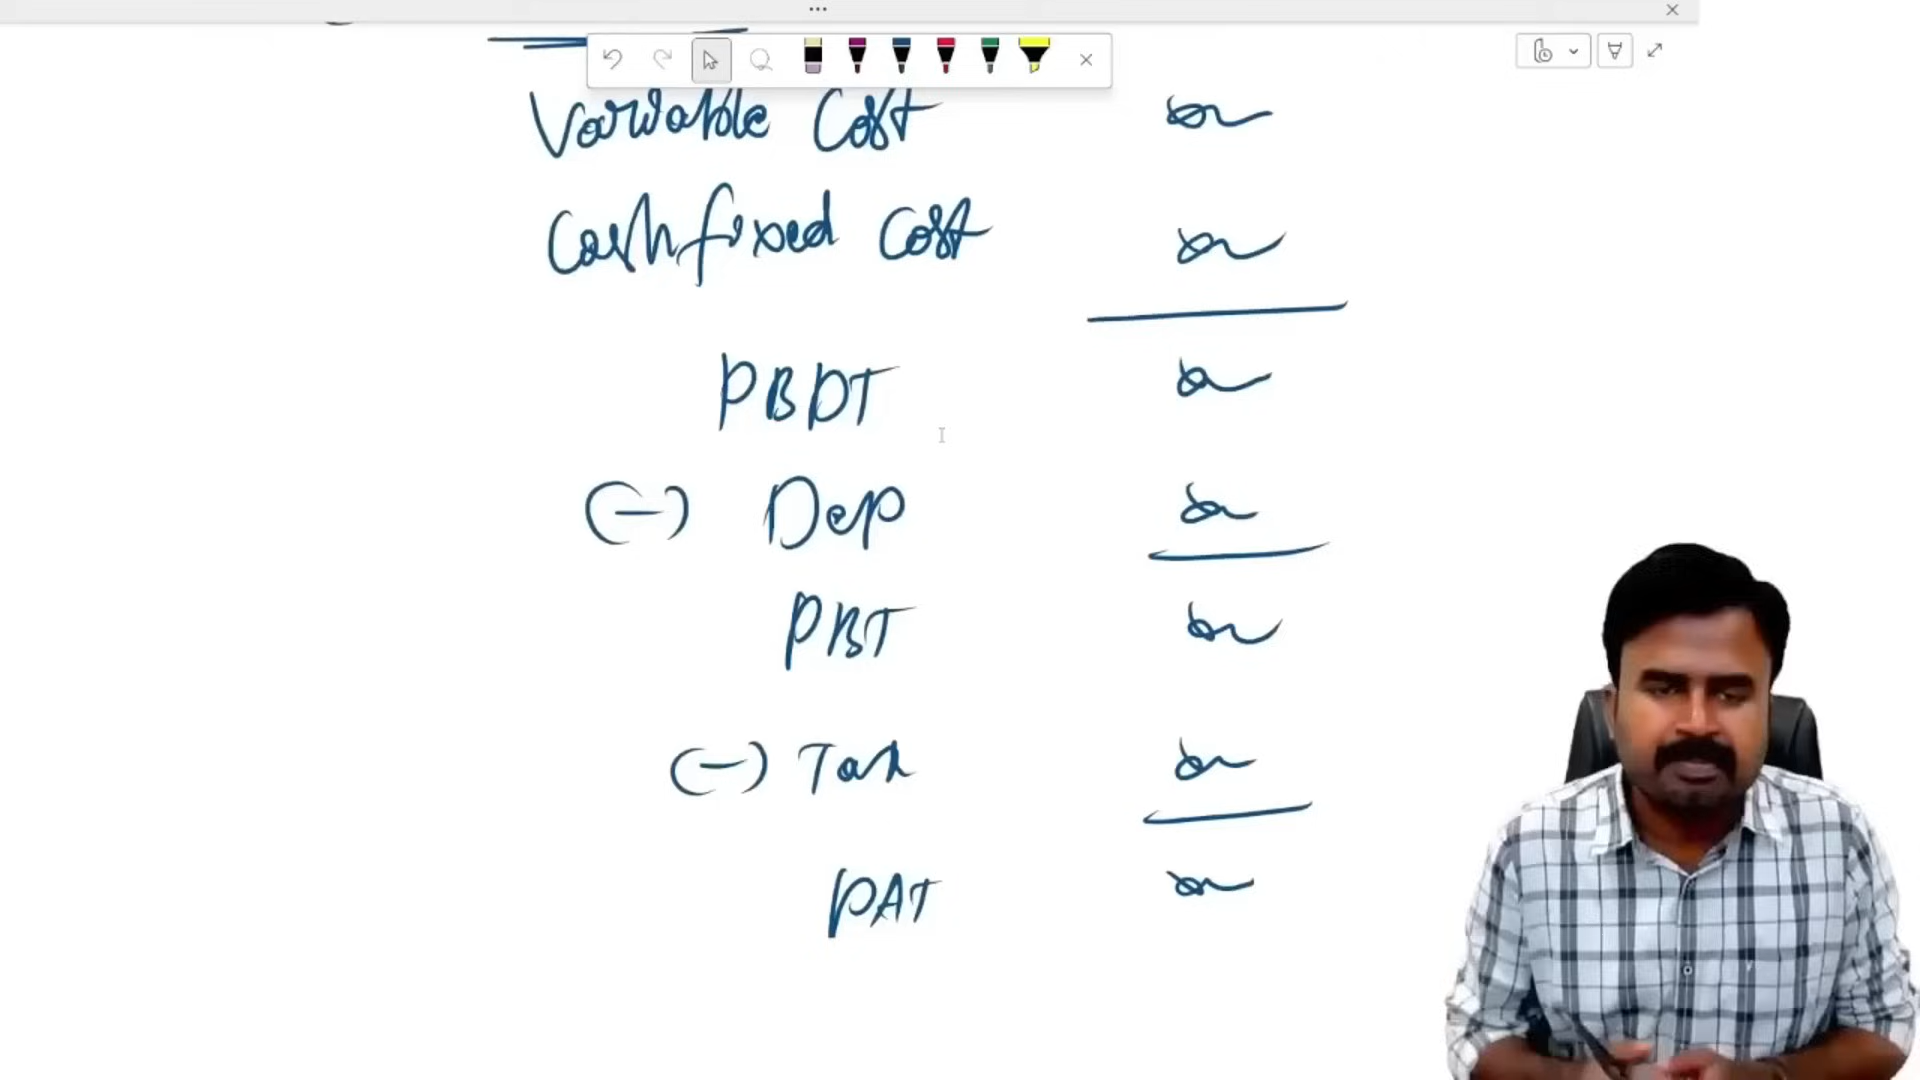 Variable Cost
Cash fixed Cost
PBDT
(-) Dep
PBT
(-) Tax
PAT